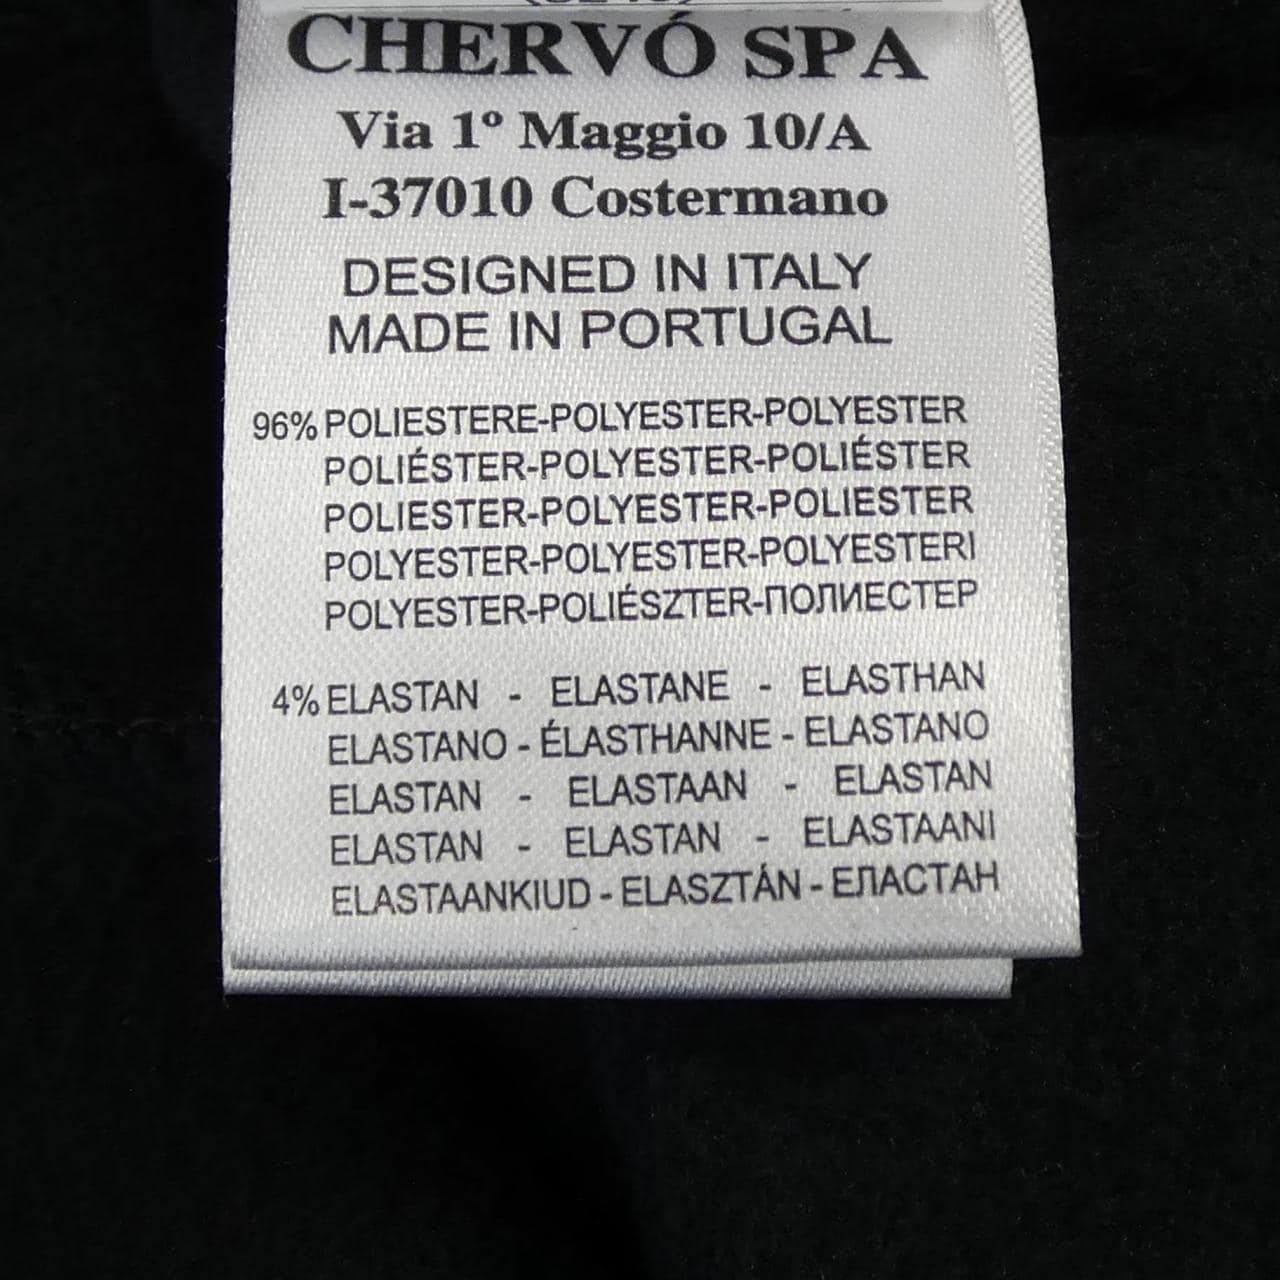 CHERVÓ SPA
Via 1º Maggio 10/A
I-37010 Costermano
DESIGNED IN ITALY
MADE IN PORTUGAL
96% POLIESTERE-POLYESTER-POLYESTER
POLIÉSTER-POLYESTER-POLIÉSTER
POLIESTER-POLYESTER-POLIESTER
POLYESTER-POLYESTER-POLYESTERI
POLYESTER-POLIÉSZTER-ПОЛИЕСТЕР
4% ELASTAN - ELASTANE - ELASTHAN
ELASTANO - ÉLASTHANNE - ELASTANO
ELASTAN - ELASTAAN - ELASTAN
ELASTAN - ELASTAN - ELASTAANI
ELASTAANKIUD - ELASZTÁN - ЕЛАСТАН